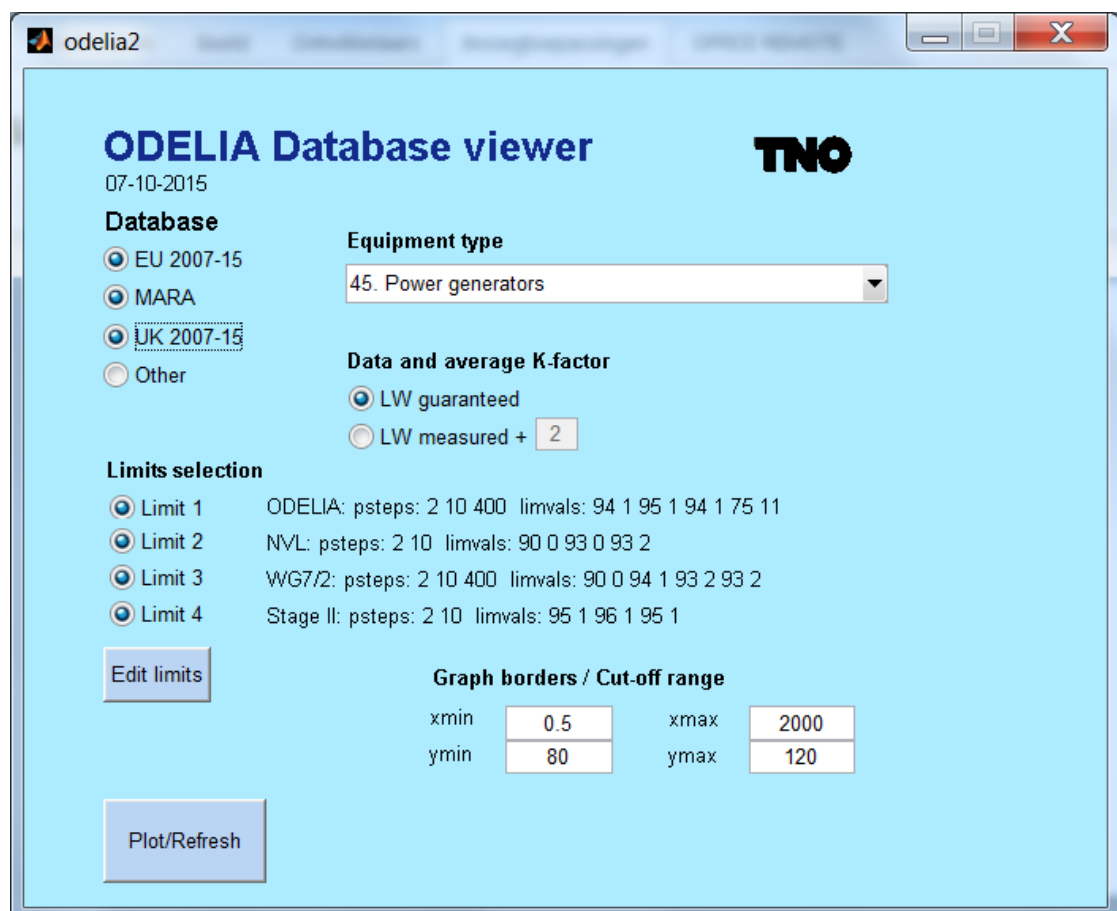 odelia2
ODELIA Database viewer
TNO
07-10-2015
Database
EU 2007-15
MARA
UK 2007-15
Other
Equipment type
45. Power generators
Data and average K-factor
LW guaranteed
LW measured + 2
Limits selection
Limit 1 ODELIA: psteps: 2 10 400 limvals: 94 1 95 1 94 1 75 11
Limit 2 NVL: psteps: 2 10 limvals: 90 0 93 0 93 2
Limit 3 WG7/2: psteps: 2 10 400 limvals: 90 0 94 1 93 2 93 2
Limit 4 Stage II: psteps: 2 10 limvals: 95 1 96 1 95 1
Edit limits
Graph borders / Cut-off range
xmin 0.5 xmax 2000
ymin 80 ymax 120
Plot/Refresh